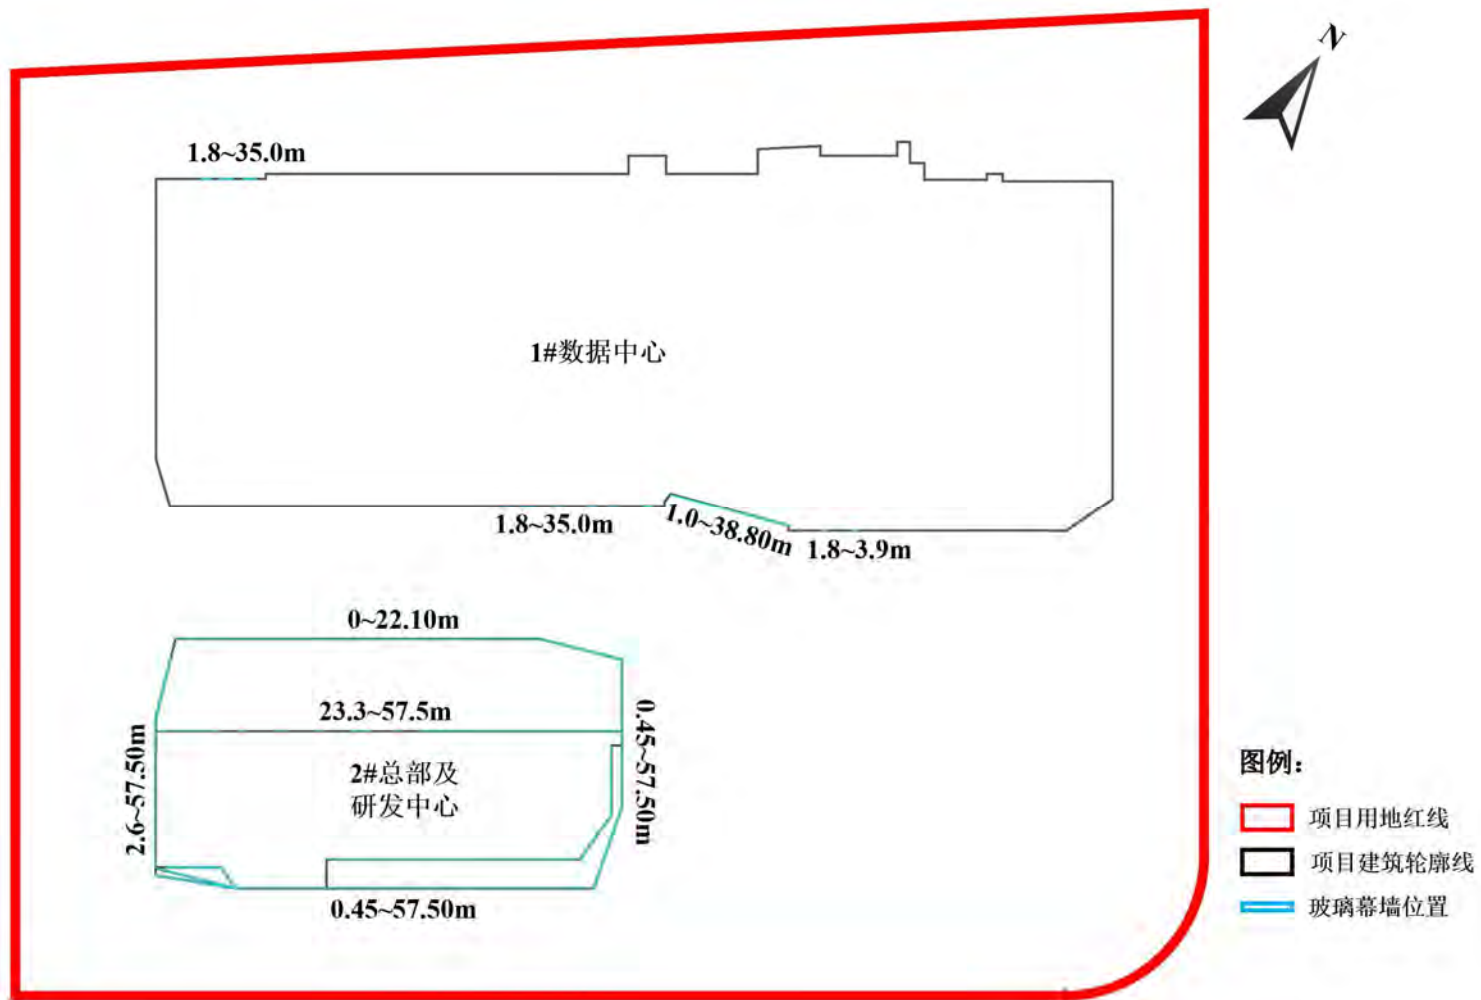 N
1.8~35.0m
1#数据中心
1.8~35.0m
1.0~38.80m
1.8~3.9m
0~22.10m
23.3~57.5m
2.6~57.50m
0.45~57.50m
2#总部及
研发中心
0.45~57.50m
图例：
项目用地红线
项目建筑轮廓线
玻璃幕墙位置